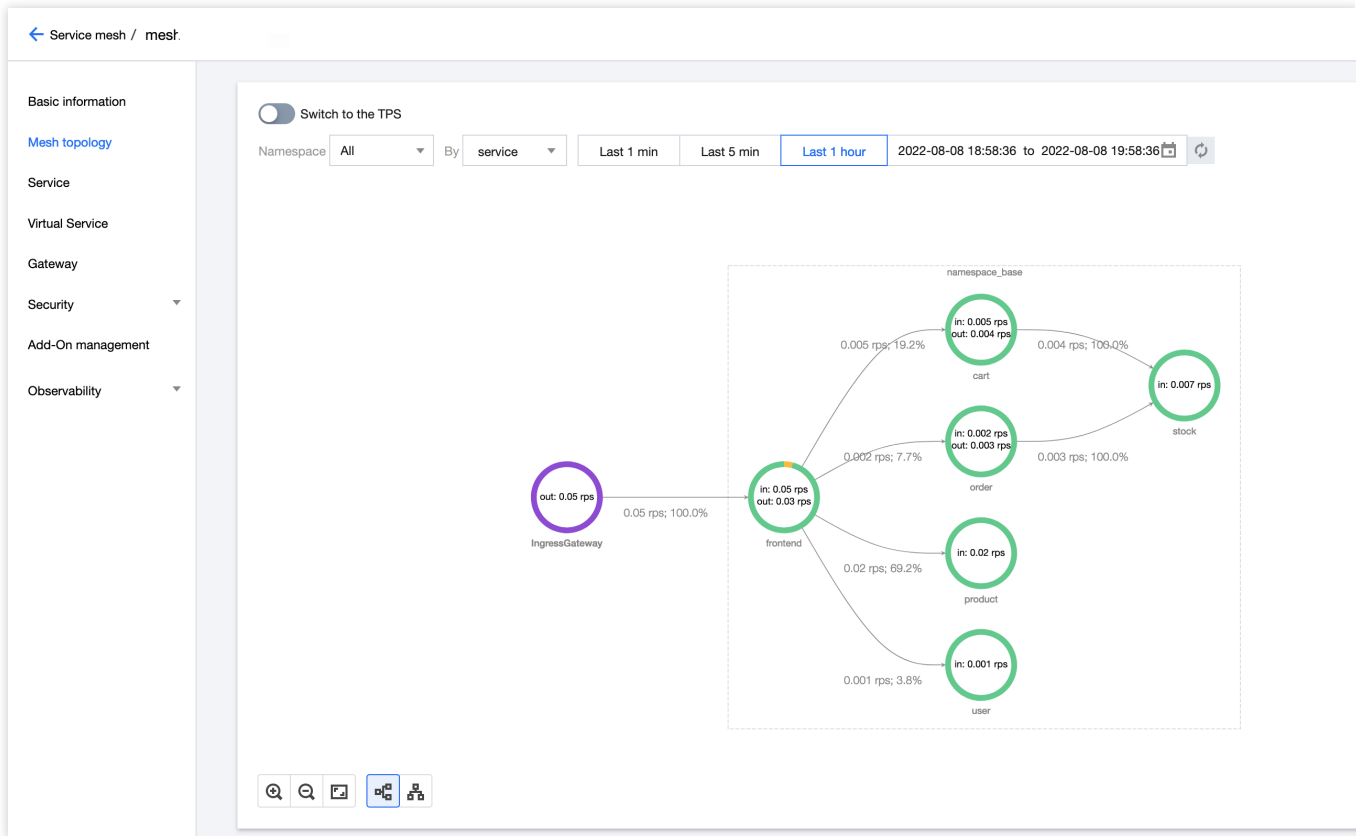 Service mesh / mesh.
Basic information
Mesh topology
Service
Virtual Service
Gateway
Security
Add-On management
Observability
Switch to the TPS
Namespace All By service Last 1 min Last 5 min Last 1 hour 2022-08-08 18:58:36 to 2022-08-08 19:58:36
namespace_base
in: 0.005 rps
out: 0.004 rps
cart
0.005 rps; 19.2%
0.004 rps; 100.0%
in: 0.007 rps
stock
in: 0.002 rps
out: 0.003 rps
order
0.002 rps; 7.7%
0.003 rps; 100.0%
out: 0.05 rps
IngressGateway
0.05 rps; 100.0%
in: 0.05 rps
out: 0.03 rps
frontend
in: 0.02 rps
product
0.02 rps; 69.2%
in: 0.001 rps
user
0.001 rps; 3.8%